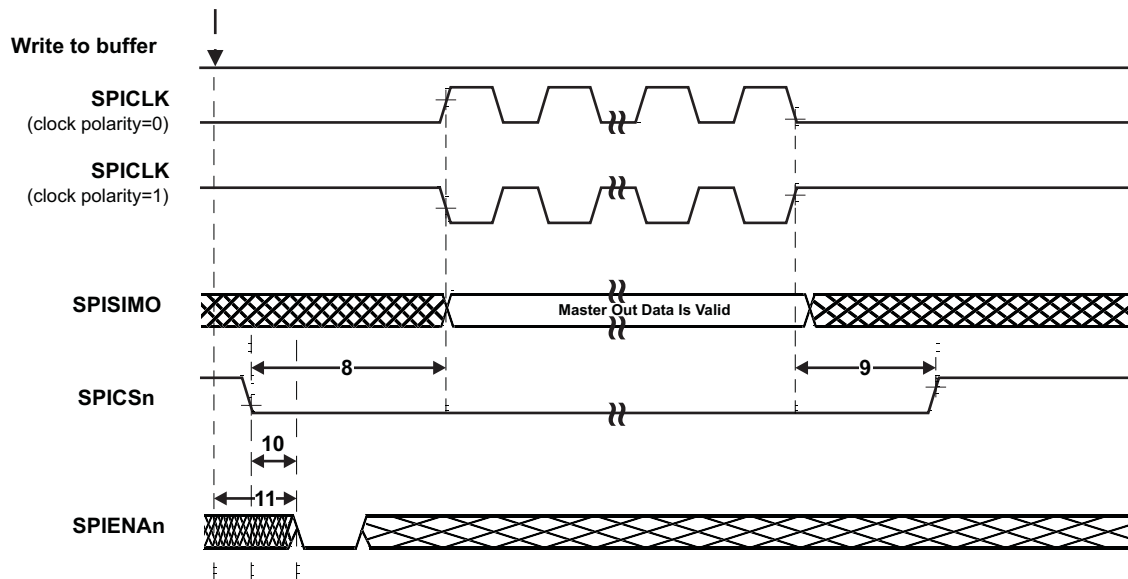 Write to buffer
SPICLK
(clock polarity=0)
SPICLK
(clock polarity=1)
SPISIMO
Master Out Data Is Valid
8
9
SPICSn
10
11
SPIENAn